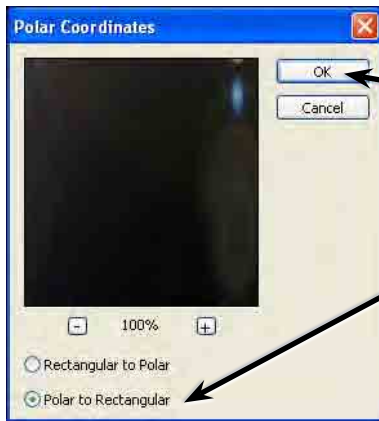 Polar Coordinates
OK
Cancel
- 100% +
Rectangular to Polar
Polar to Rectangular